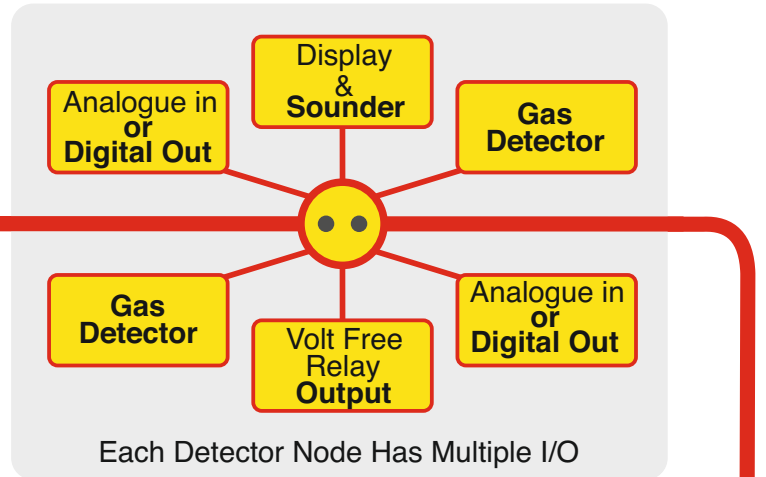 Display
&
Sounder
Analogue in
or
Digital Out
Gas
Detector
Gas
Detector
Volt Free
Relay
Output
Analogue in
or
Digital Out
Each Detector Node Has Multiple I/O